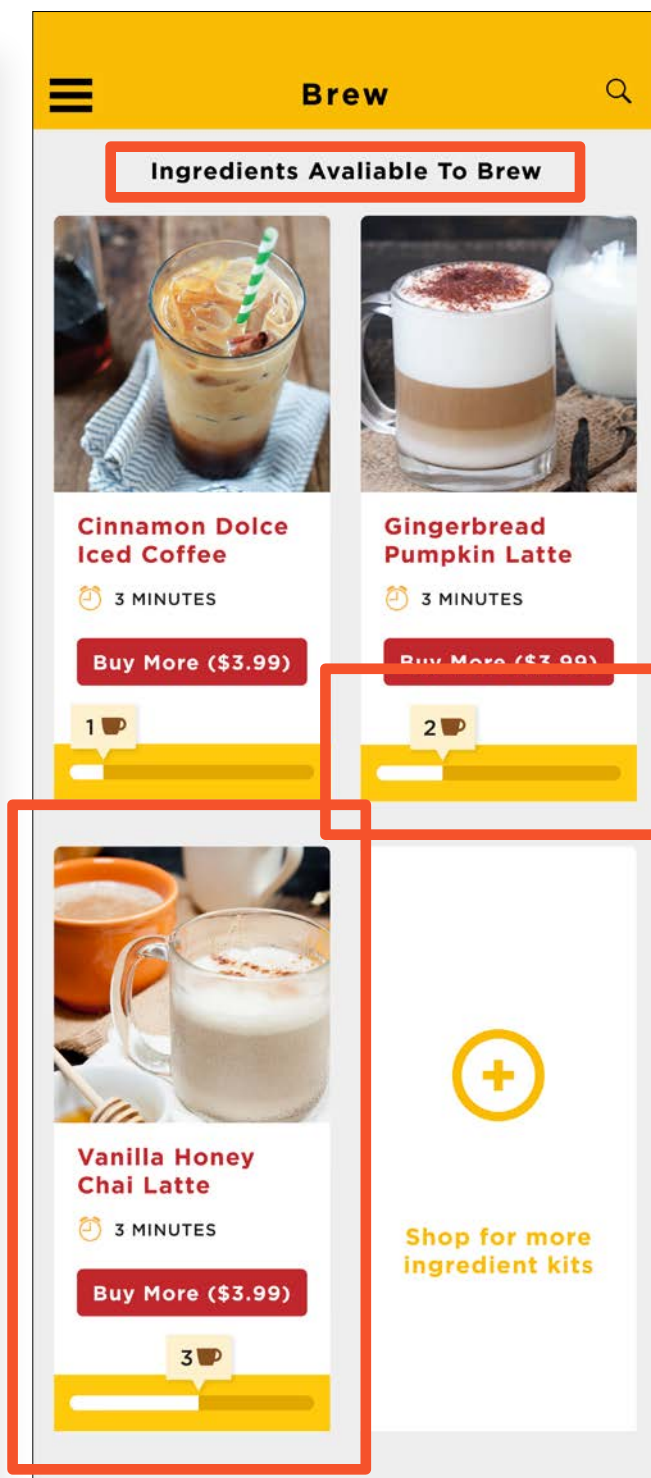 Brew
Ingredients Avaliable To Brew
Cinnamon Dolce
Iced Coffee
3 MINUTES
Buy More ($3.99)
1
Gingerbread
Pumpkin Latte
3 MINUTES
Buy More ($3.99)
2
Vanilla Honey
Chai Latte
3 MINUTES
Buy More ($3.99)
3
Shop for more
ingredient kits